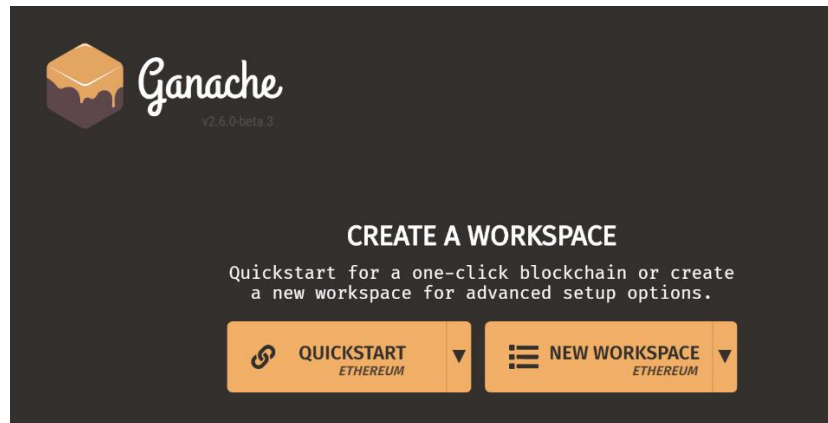 Ganache
v2.6.0-beta.3
CREATE A WORKSPACE
Quickstart for a one-click blockchain or create
a new workspace for advanced setup options.
QUICKSTART
ETHEREUM
NEW WORKSPACE
ETHEREUM